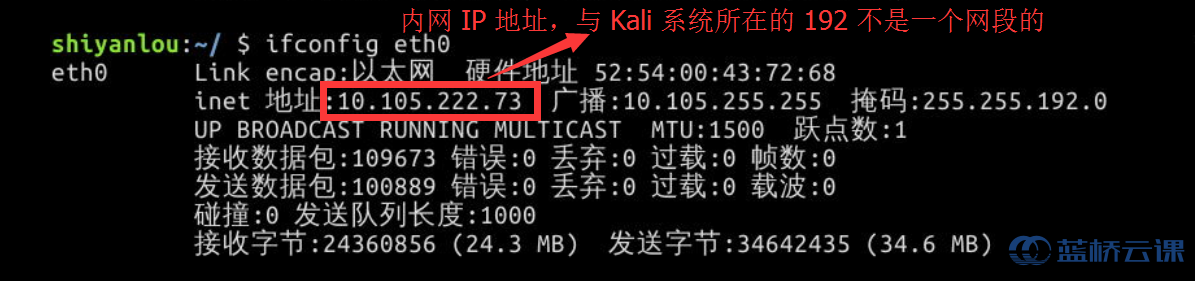 内网 IP 地址，与 Kali 系统所在的 192 不是一个网段的
shiyanlou:~/ $ ifconfig eth0
eth0 Link encap:以太网 硬件地址 52:54:00:43:72:68
inet 地址:10.105.222.73 广播:10.105.255.255 掩码:255.255.192.0
UP BROADCAST RUNNING MULTICAST MTU:1500 跃点数:1
接收数据包:109673 错误:0 丢弃:0 过载:0 帧数:0
发送数据包:100889 错误:0 丢弃:0 过载:0 载波:0
碰撞:0 发送队列长度:1000
接收字节:24360856 (24.3 MB) 发送字节:34642435 (34.6 MB)
蓝桥云课